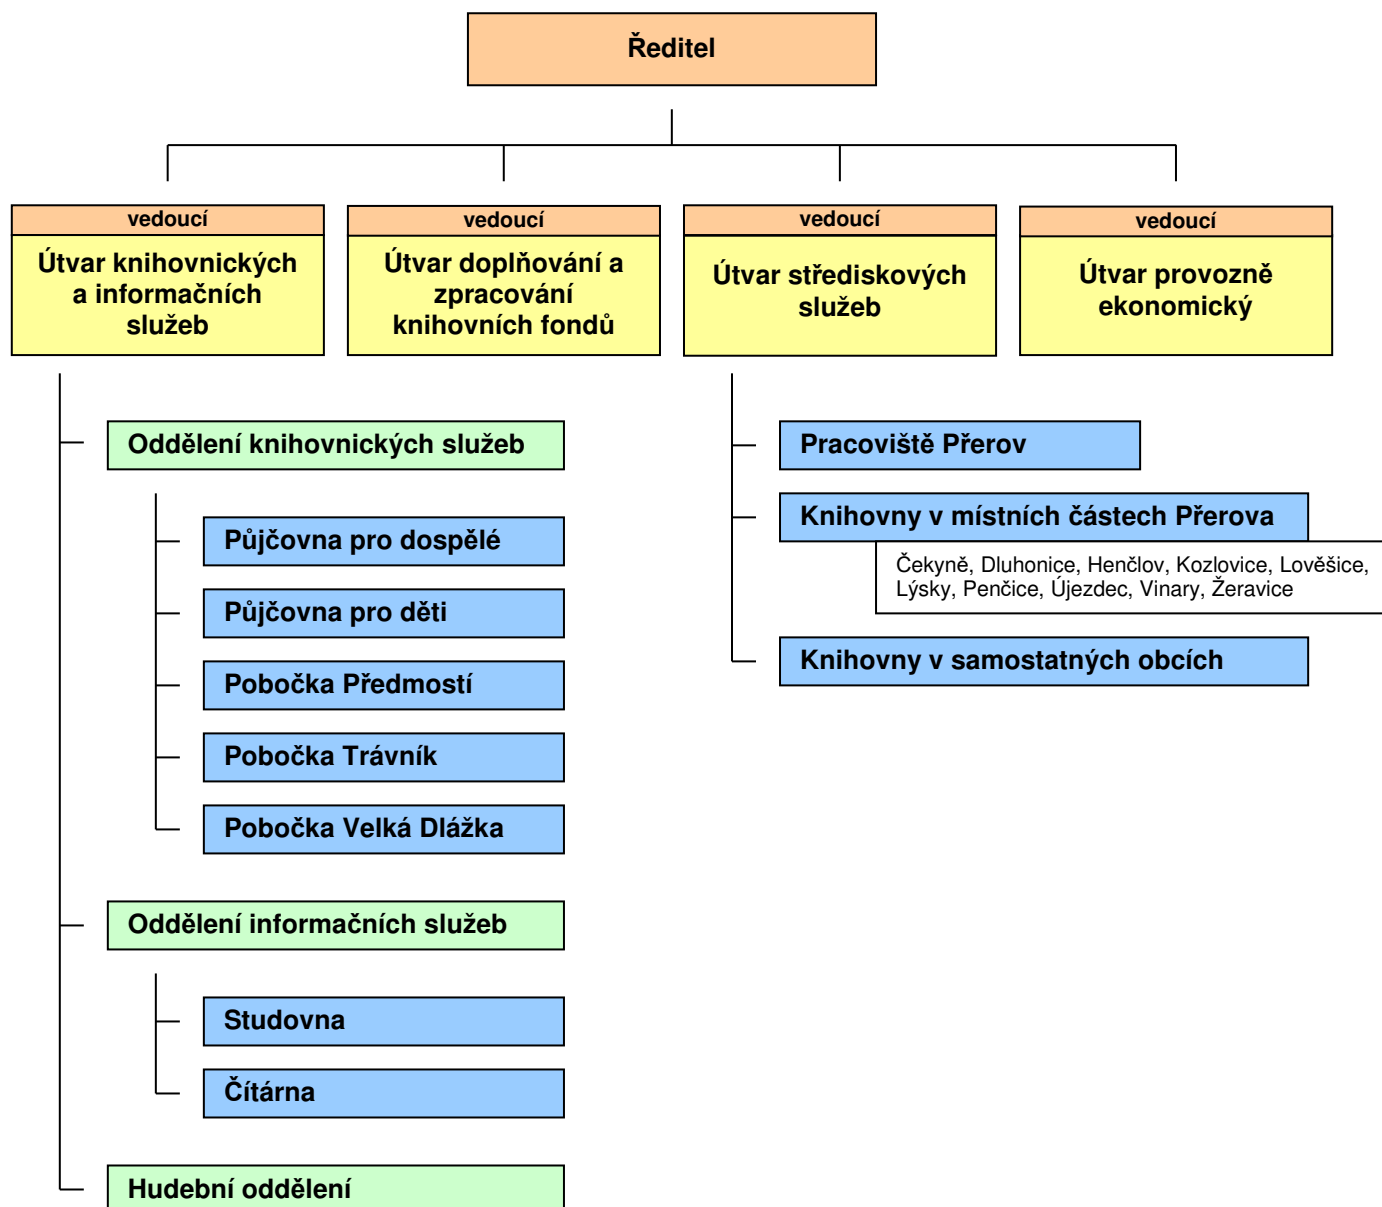 Ředitel
vedoucí
Útvar knihovnických
a informačních
služeb
vedoucí
Útvar doplňování a
zpracování
knihovních fondů
vedoucí
Útvar střediskových
služeb
vedoucí
Útvar provozně
ekonomický
Oddělení knihovnických služeb
Půjčovna pro dospělé
Půjčovna pro děti
Pobočka Předmostí
Pobočka Trávník
Pobočka Velká Dlážka
Oddělení informačních služeb
Studovna
Čítárna
Hudební oddělení
Pracoviště Přerov
Knihovny v místních částech Přerova
Čekyně, Dluhonice, Henčlov, Kozlovice, Lověšice,
Lýsky, Penčice, Újezdec, Vinary, Žeravice
Knihovny v samostatných obcích